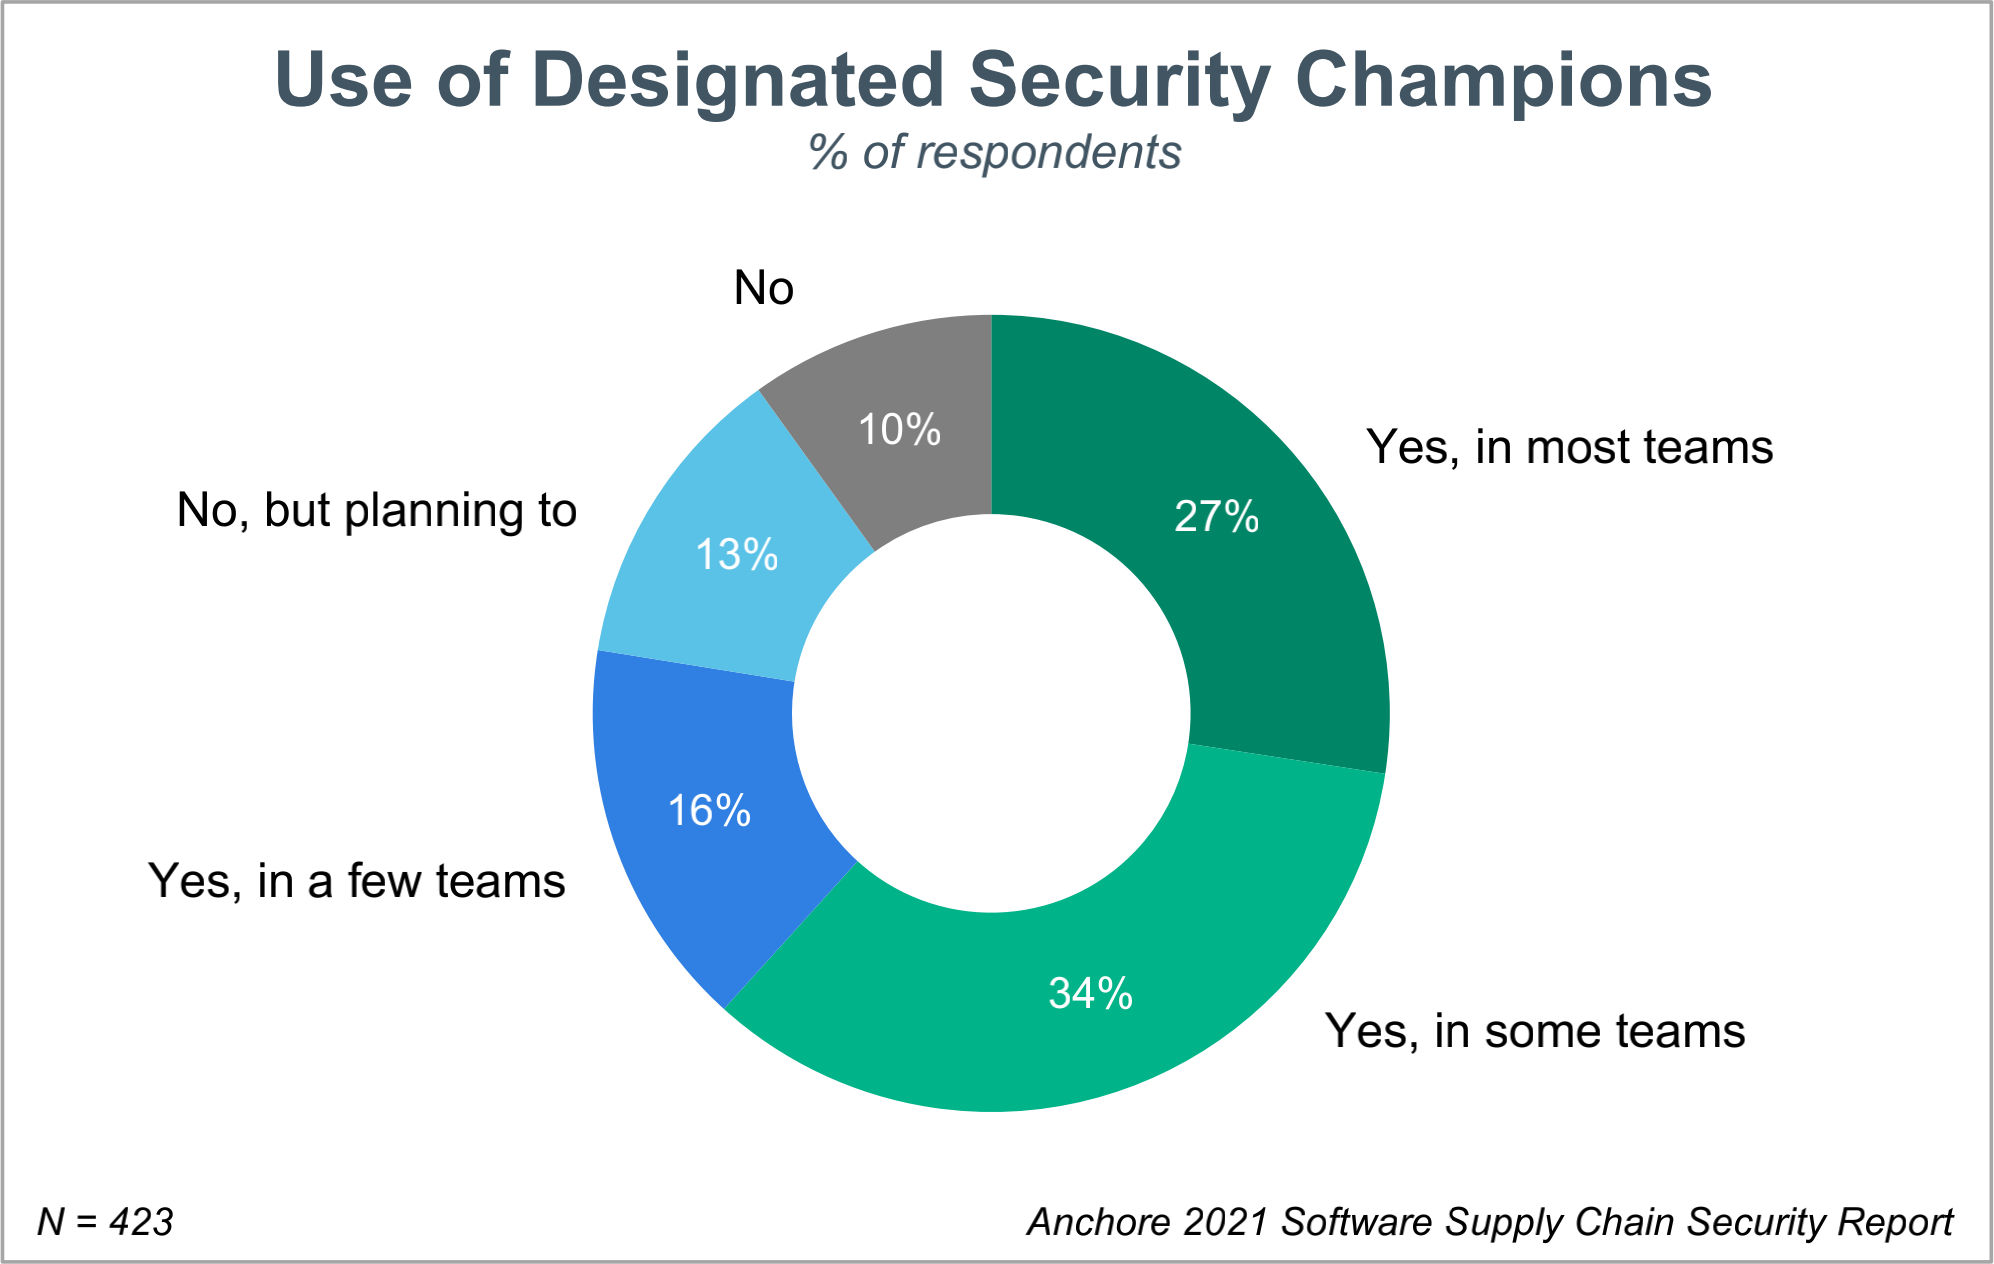 Use of Designated Security Champions
% of respondents
No
10%
Yes, in most teams
27%
No, but planning to
13%
16%
Yes, in a few teams
34%
Yes, in some teams
N = 423
Anchore 2021 Software Supply Chain Security Report